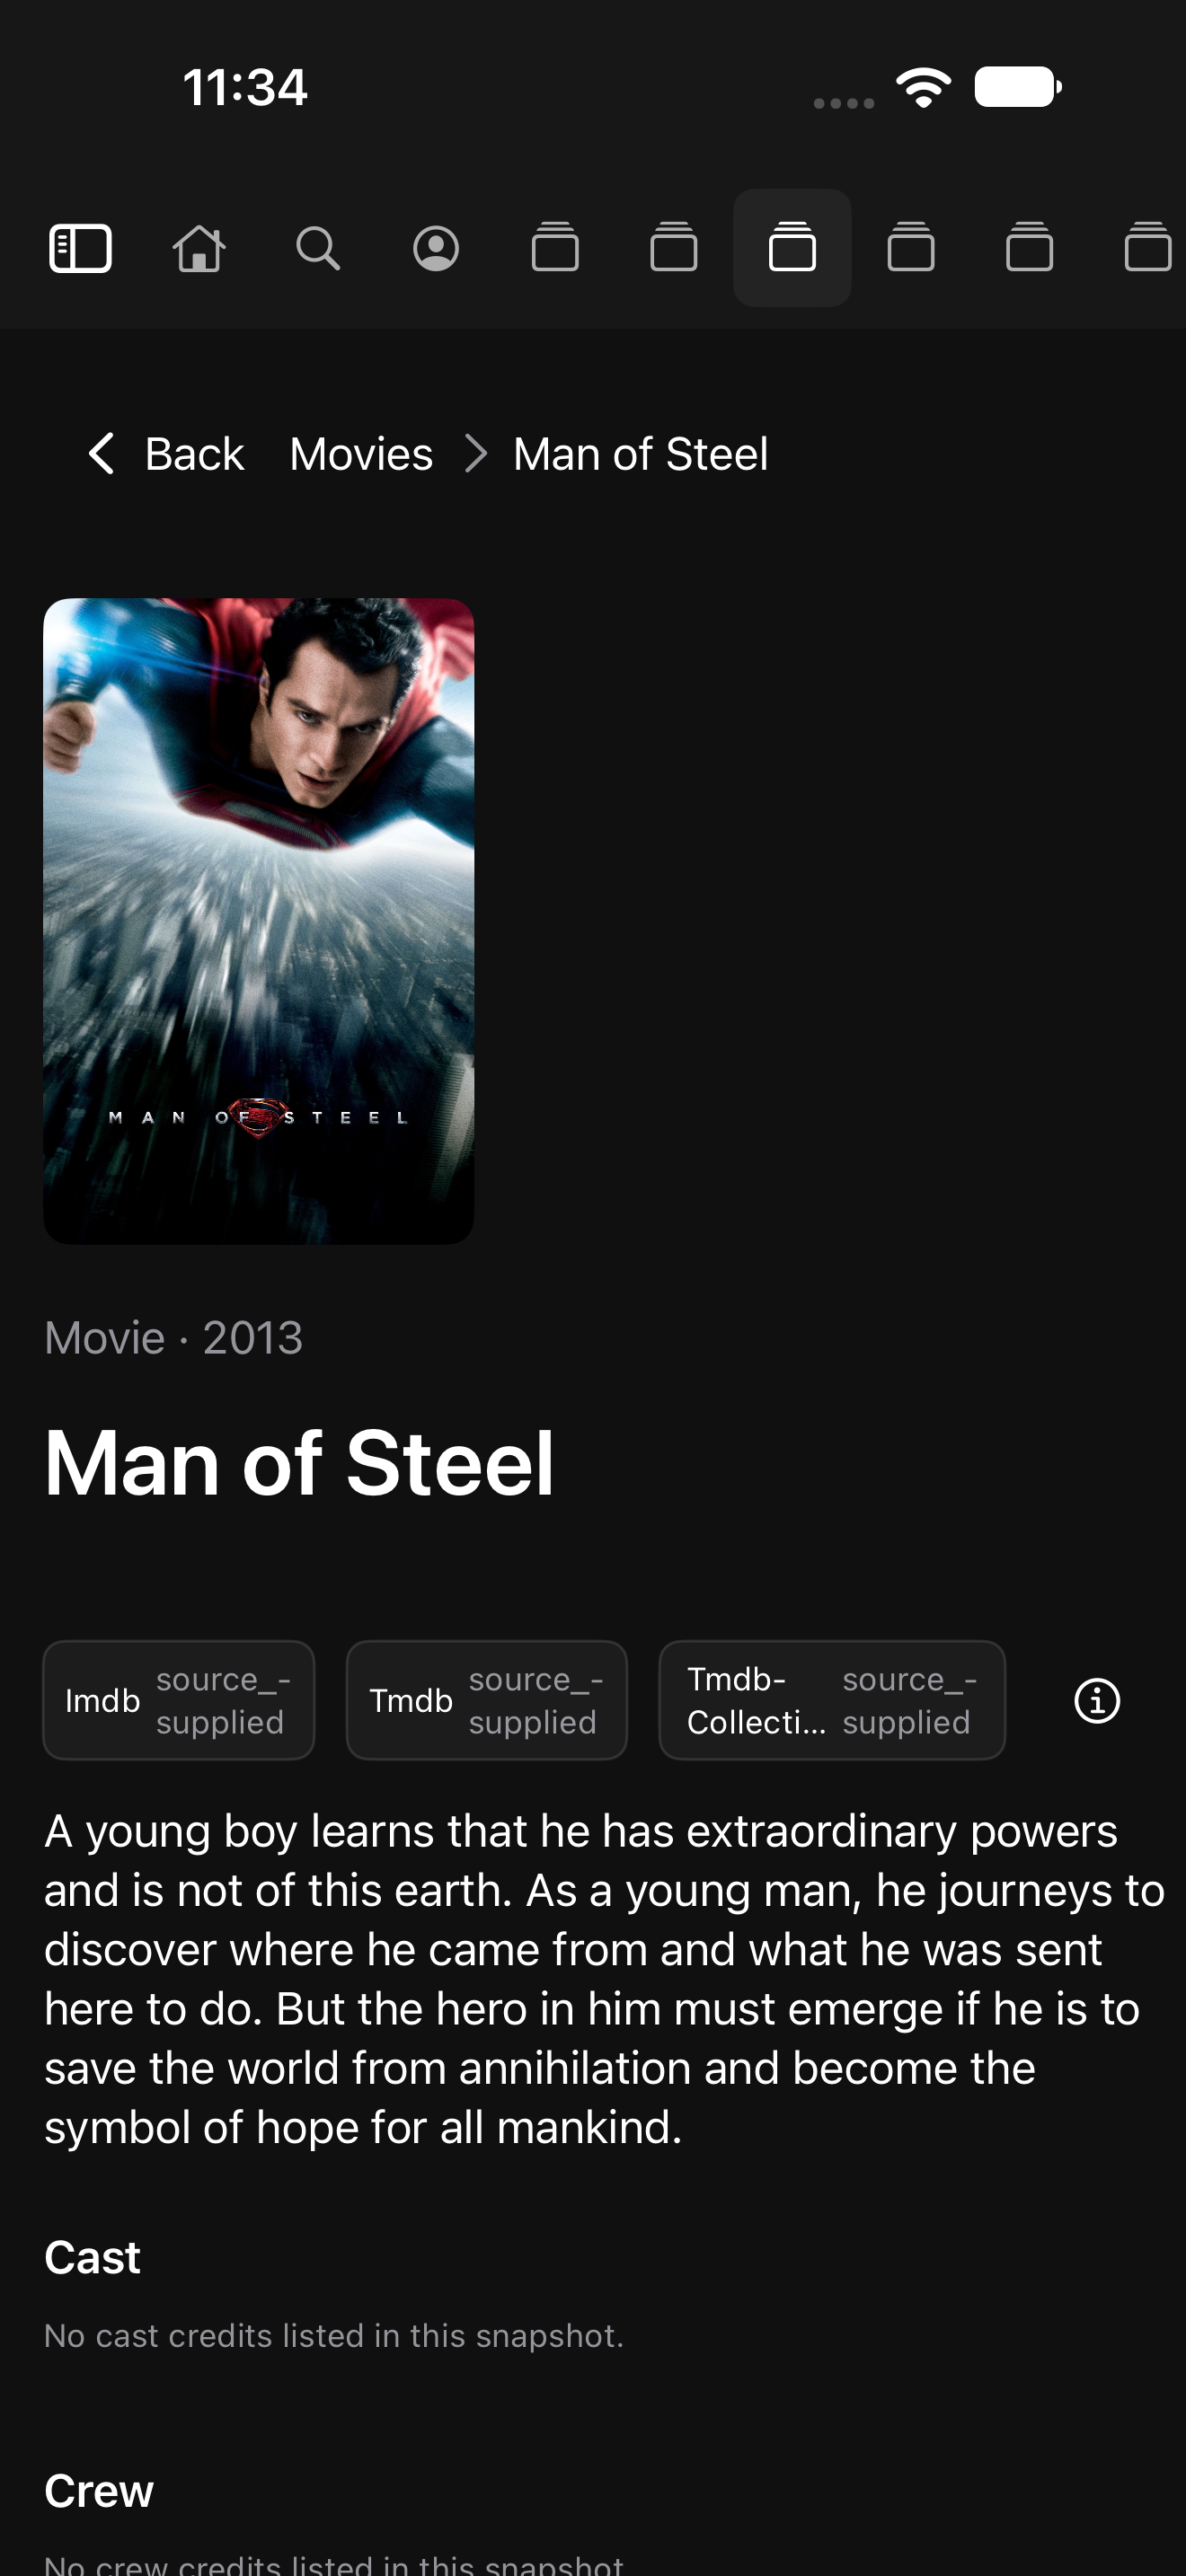 11:34
Back Movies Man of Steel
MAN OF STEEL
Movie · 2013
Man of Steel
Imdb source_-
supplied
Tmdb source_-
supplied
Tmdb-
Collecti... source_-
supplied
A young boy learns that he has extraordinary powers
and is not of this earth. As a young man, he journeys to
discover where he came from and what he was sent
here to do. But the hero in him must emerge if he is to
save the world from annihilation and become the
symbol of hope for all mankind.
Cast
No cast credits listed in this snapshot.
Crew
No crew credits listed in this snapshot.